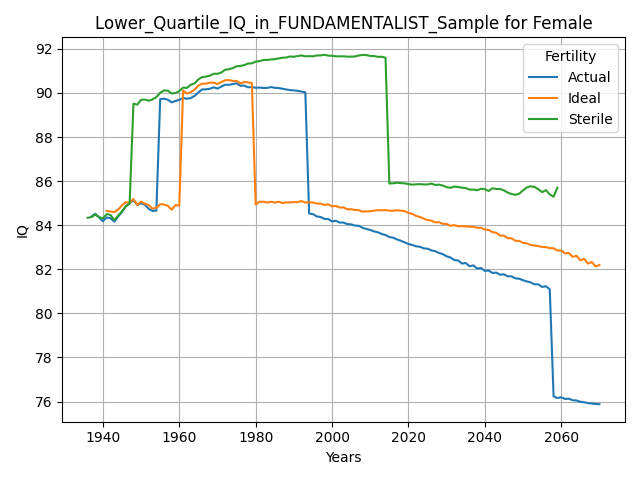 Lower_Quartile_IQ_in_FUNDAMENTALIST_Sample for Female
Fertility
Actual
Ideal
Sterile
IQ
92
90
88
86
84
82
80
78
76
1940 1960 1980 2000 2020 2040 2060
Years